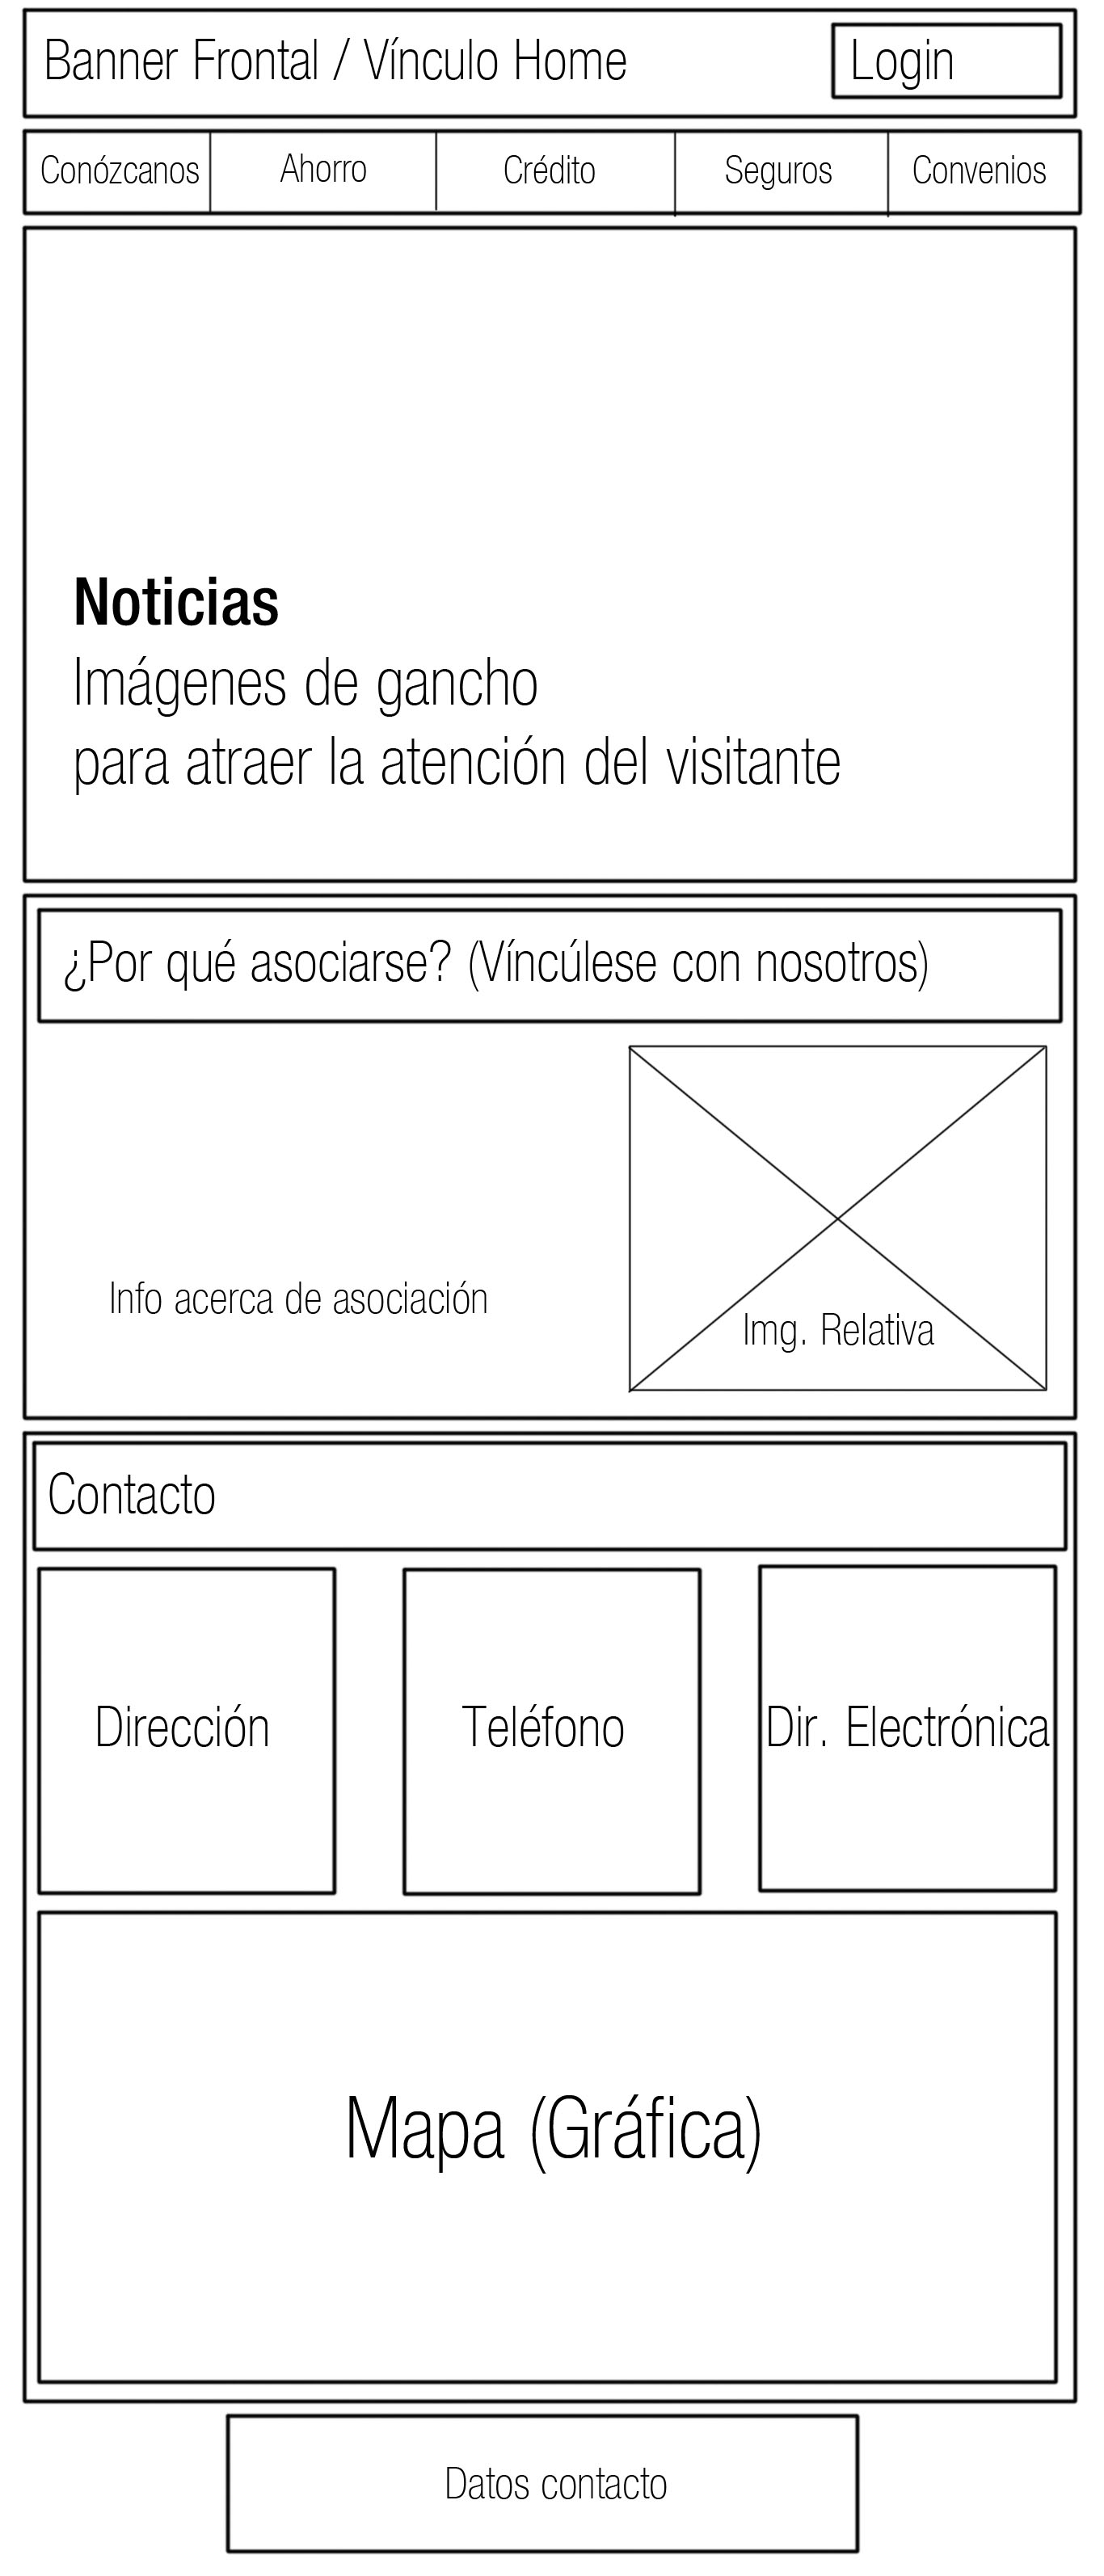 Banner Frontal / Vínculo Home
Login
Conózcanos
Ahorro
Crédito
Seguros
Convenios
Noticias
Imágenes de gancho
para atraer la atención del visitante
¿Por qué asociarse? (Víncúlese con nosotros)
Info acerca de asociación
Img. Relativa
Contacto
Dirección
Teléfono
Dir. Electrónica
Mapa (Gráfica)
Datos contacto